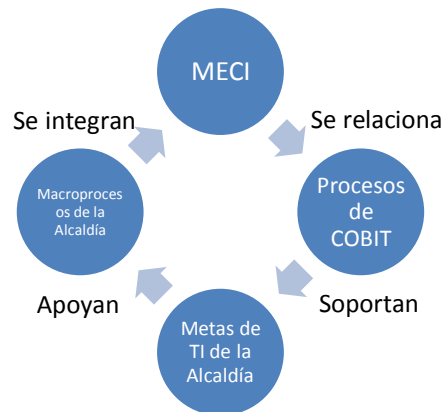 MECI
Se integran
Se relaciona
Macroproces
os de la
Alcaldía
Procesos
de
COBIT
Apoyan
Soportan
Metas de
TI de la
Alcaldía